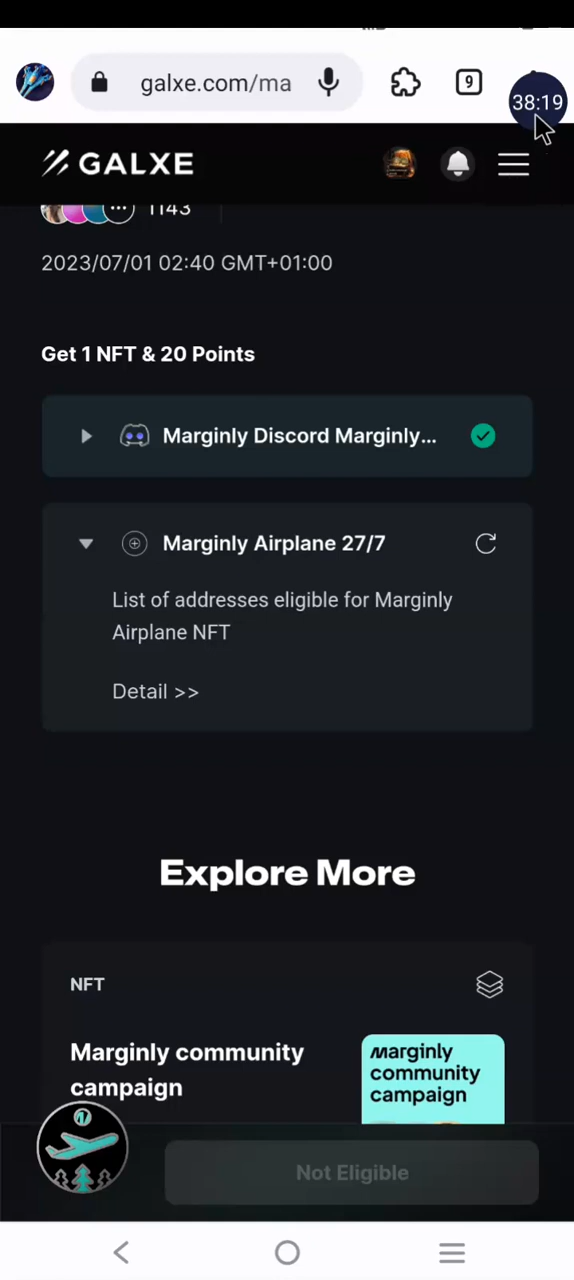 galxe.com/ma
9
38:19
GALXE
1143
2023/07/01 02:40 GMT+01:00
Get 1 NFT & 20 Points
Marginly Discord Marginly...
Marginly Airplane 27/7
List of addresses eligible for Marginly
Airplane NFT
Detail >>
Explore More
NFT
Marginly community
campaign
marginly
community
campaign
Not Eligible